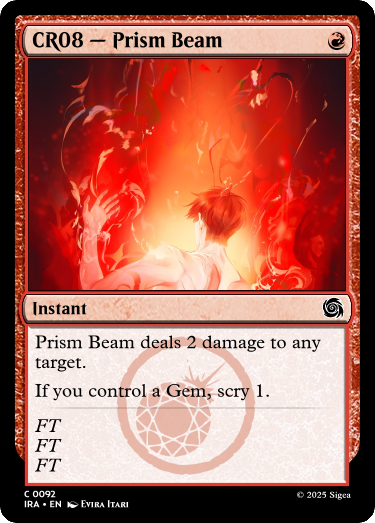 CR08 — Prism Beam
Instant
Prism Beam deals 2 damage to any
target.
If you control a Gem, scry 1.
FT
FT
FT
C 0092
IRA • EN Evira Itari
© 2025 Sigea